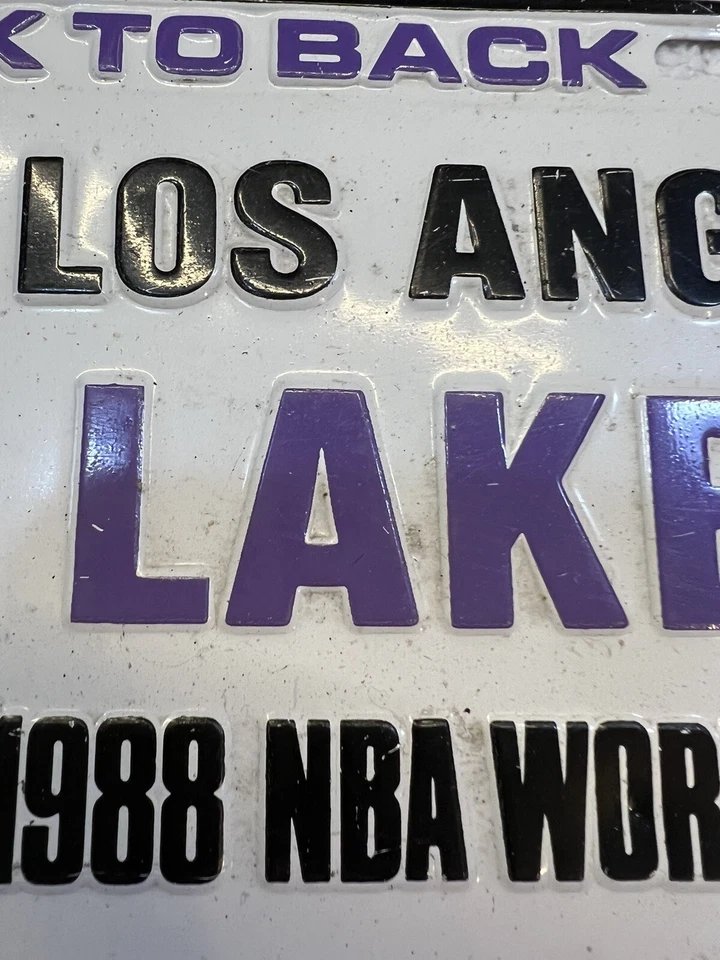 K TO BACK
LOS ANG
LAKE
1988 NBA WOR